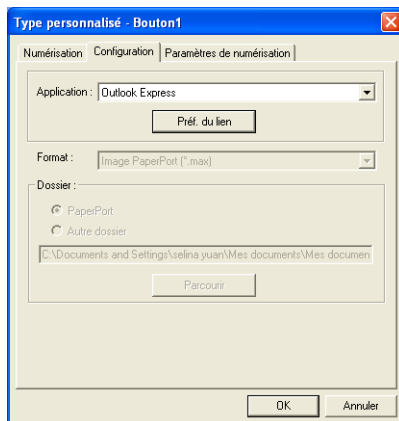 Type personnalisé - Bouton1
Numérisation Configuration Paramètres de numérisation
Application : Outlook Express
Préf. du lien
Format : Image PaperPort (*.max)
Dossier :
PaperPort
Autre dossier
C:\Documents and Settings\selina yuan\Mes documents\Mes documen
Parcourir
OK Annuler